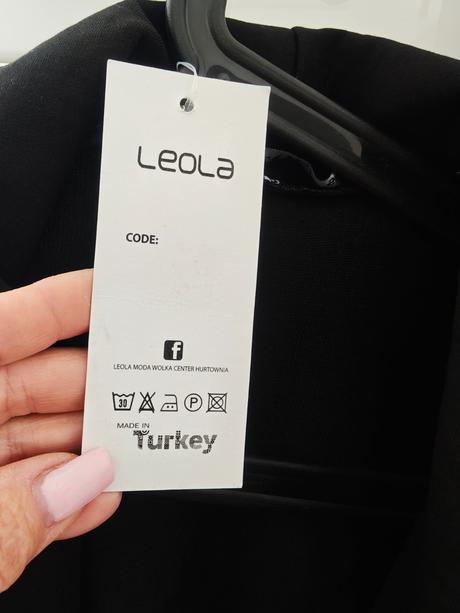 Leola
CODE:
f
LEOLA MODA WOLKA CENTER HURTOWNIA
30 P
MADE IN
Turkey